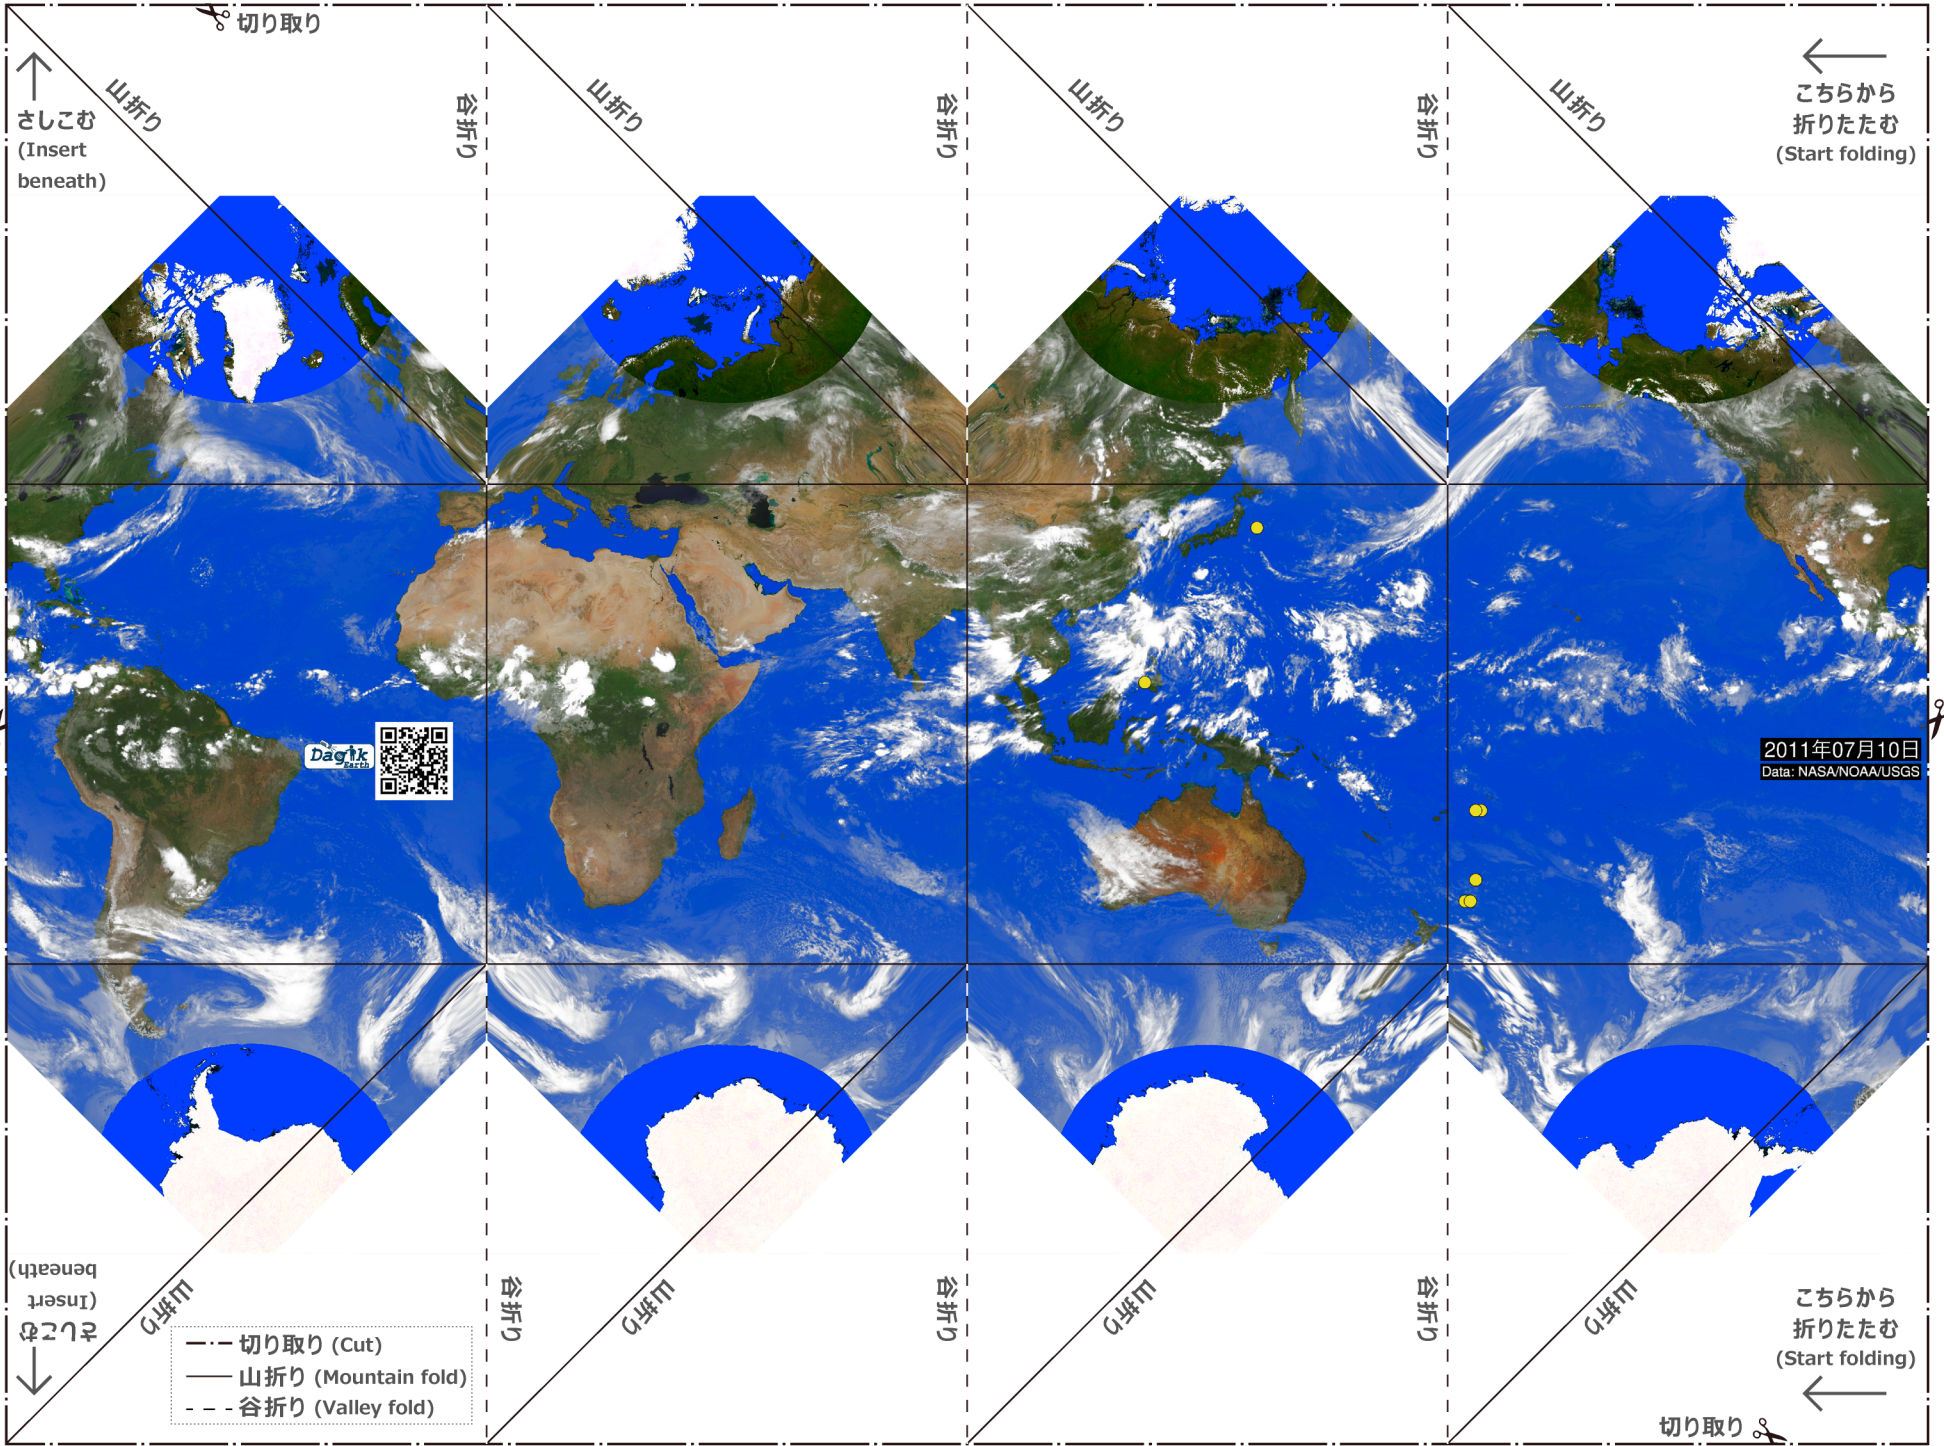 切り取り
さしこむ
(Insert
beneath)
山折り
谷折り
山折り
谷折り
山折り
谷折り
山折り
こちらから
折りたたむ
(Start folding)
Dagik
Earth
2011年07月10日
Data: NASA/NOAA/USGS
さしこむ
(Insert
beneath)
山折り
谷折り
山折り
谷折り
山折り
谷折り
山折り
こちらから
折りたたむ
(Start folding)
切り取り (Cut)
山折り (Mountain fold)
谷折り (Valley fold)
切り取り